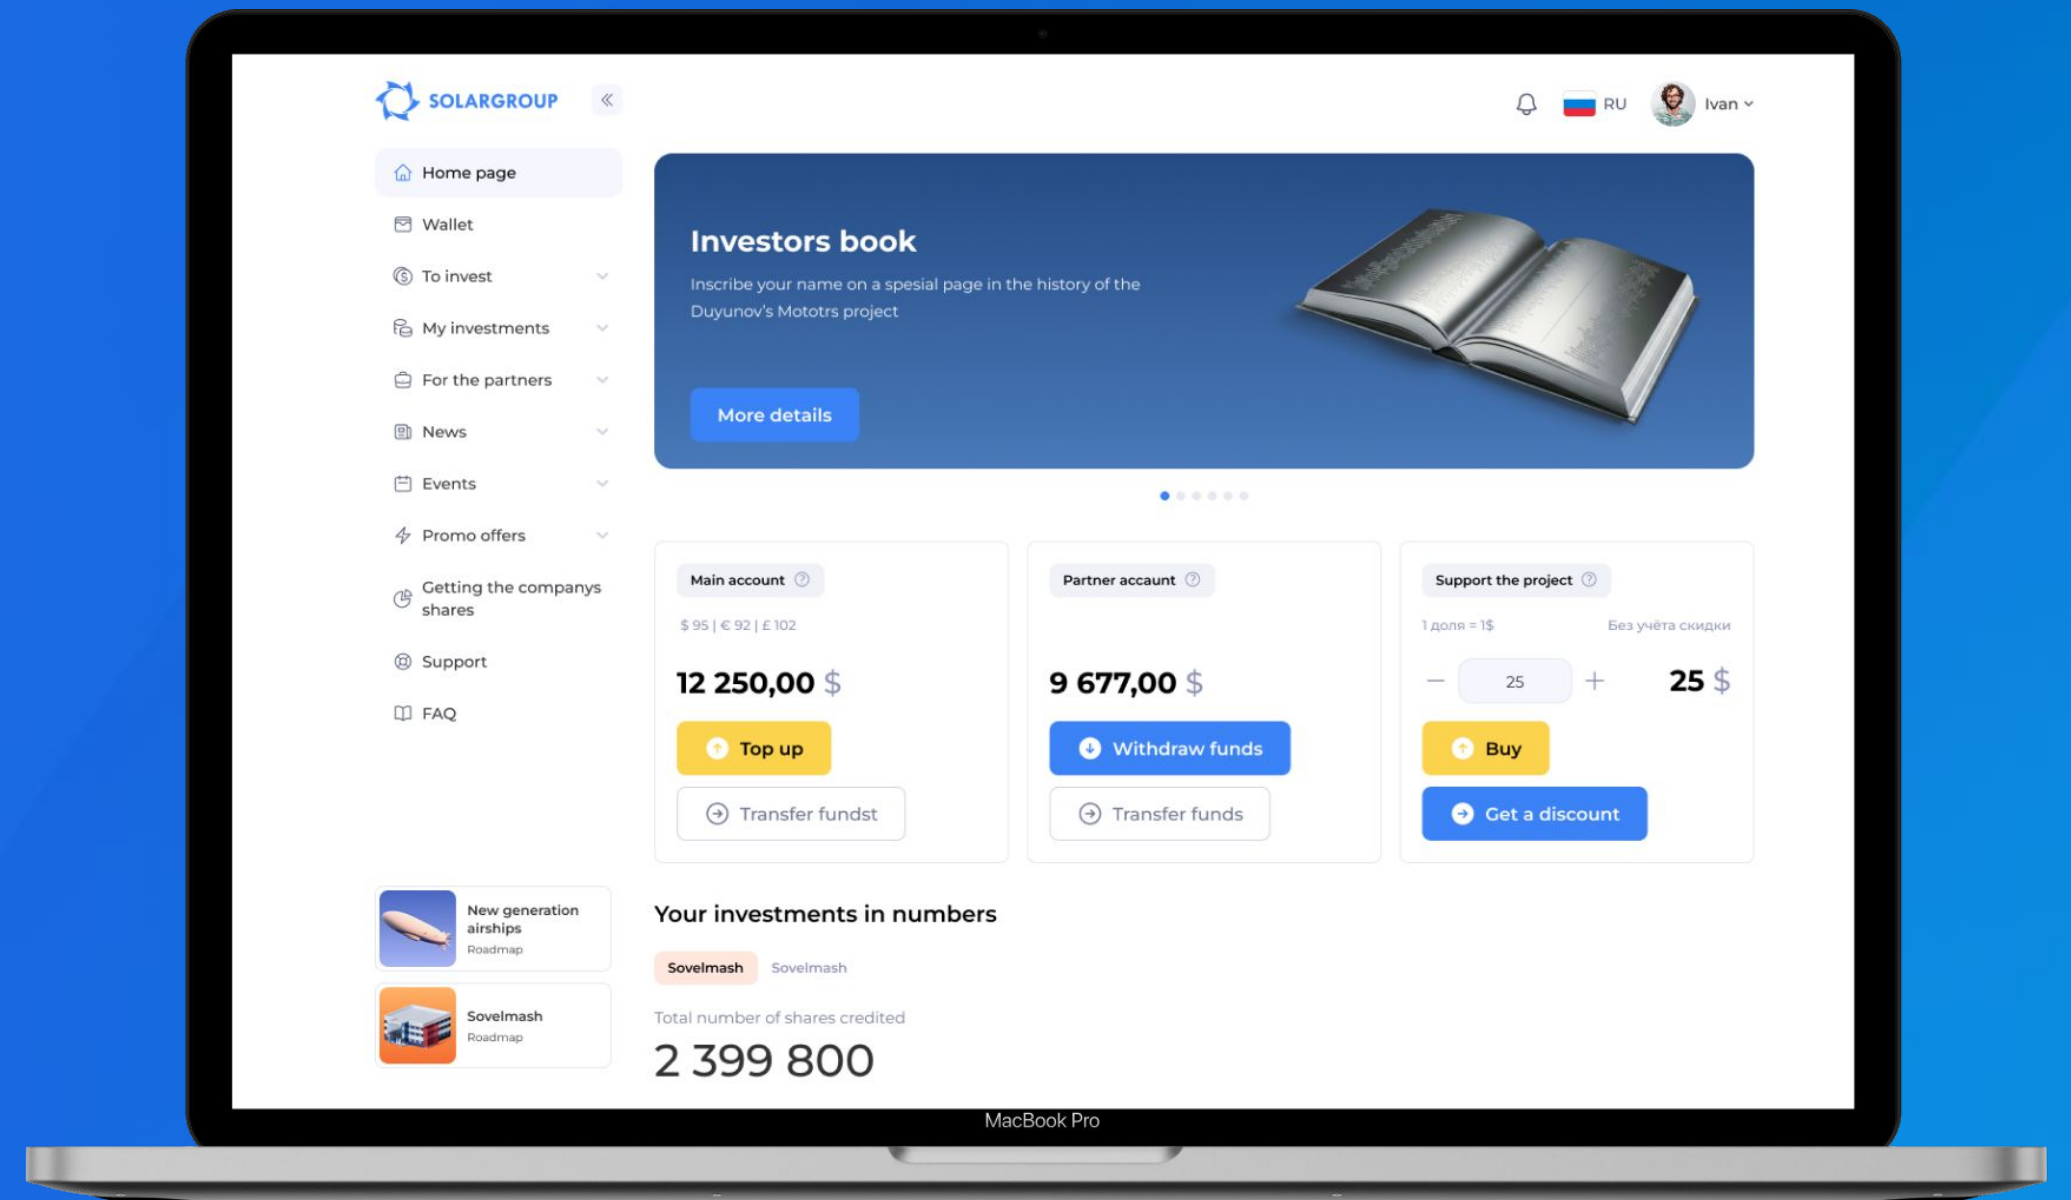 SOLARGROUP
RU
Ivan
Home page
Wallet
To invest
My investments
For the partners
News
Events
Promo offers
Getting the companys
shares
Support
FAQ
New generation
airships
Roadmap
Sovelmash
Roadmap
Investors book
Inscribe your name on a spesial page in the history of the
Duyunov's Mototrs project
More details
Main account
$ 95 | € 92 | £ 102
12 250,00 $
Top up
Transfer fundst
Partner accaunt
9 677,00 $
Withdraw funds
Transfer funds
Support the project
1 доля = 1$ Без учёта скидки
25 25 $
Buy
Get a discount
Your investments in numbers
Sovelmash Sovelmash
Total number of shares credited
2 399 800
MacBook Pro